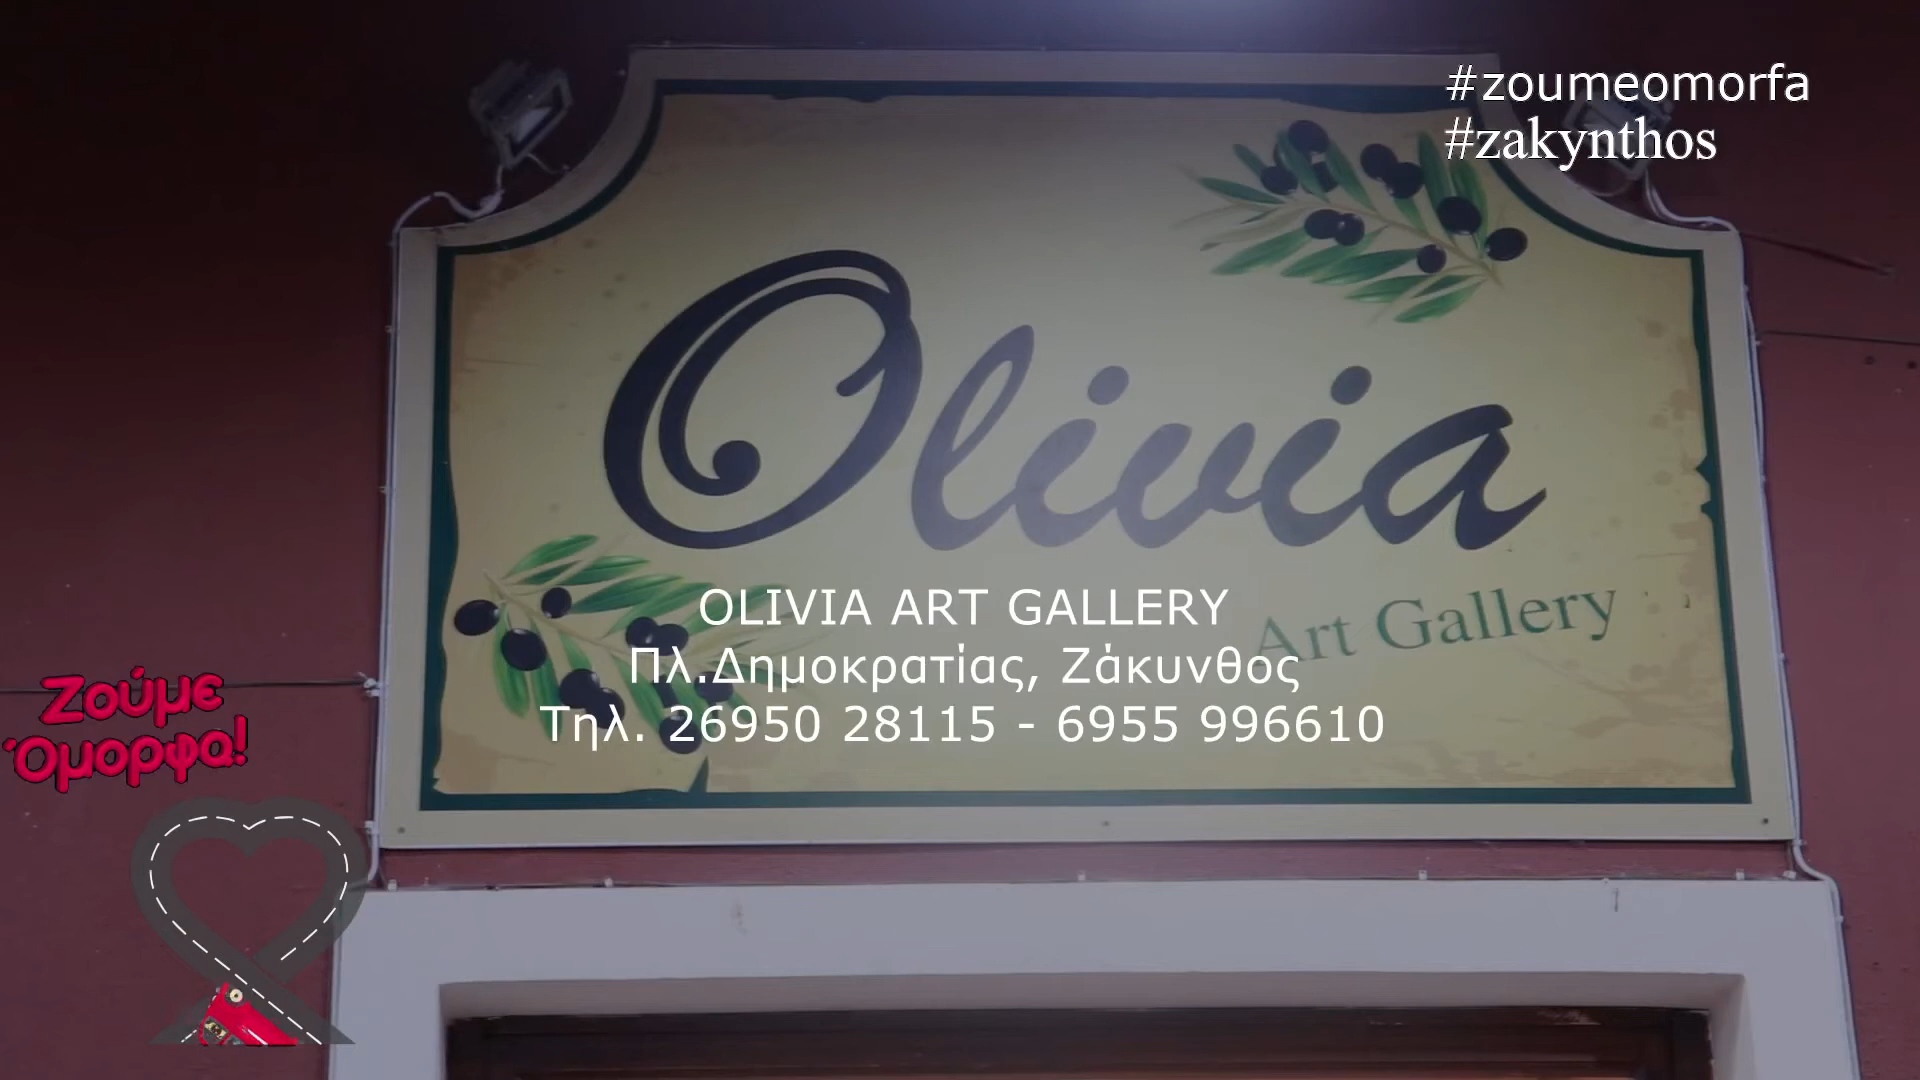 #zoumeomorfa
#zakynthos
Olivia
Art Gallery
OLIVIA ART GALLERY
Πλ.Δημοκρατίας, Ζάκυνθος
Τηλ. 26950 28115 - 6955 996610
Ζούμε
Όμορφα!